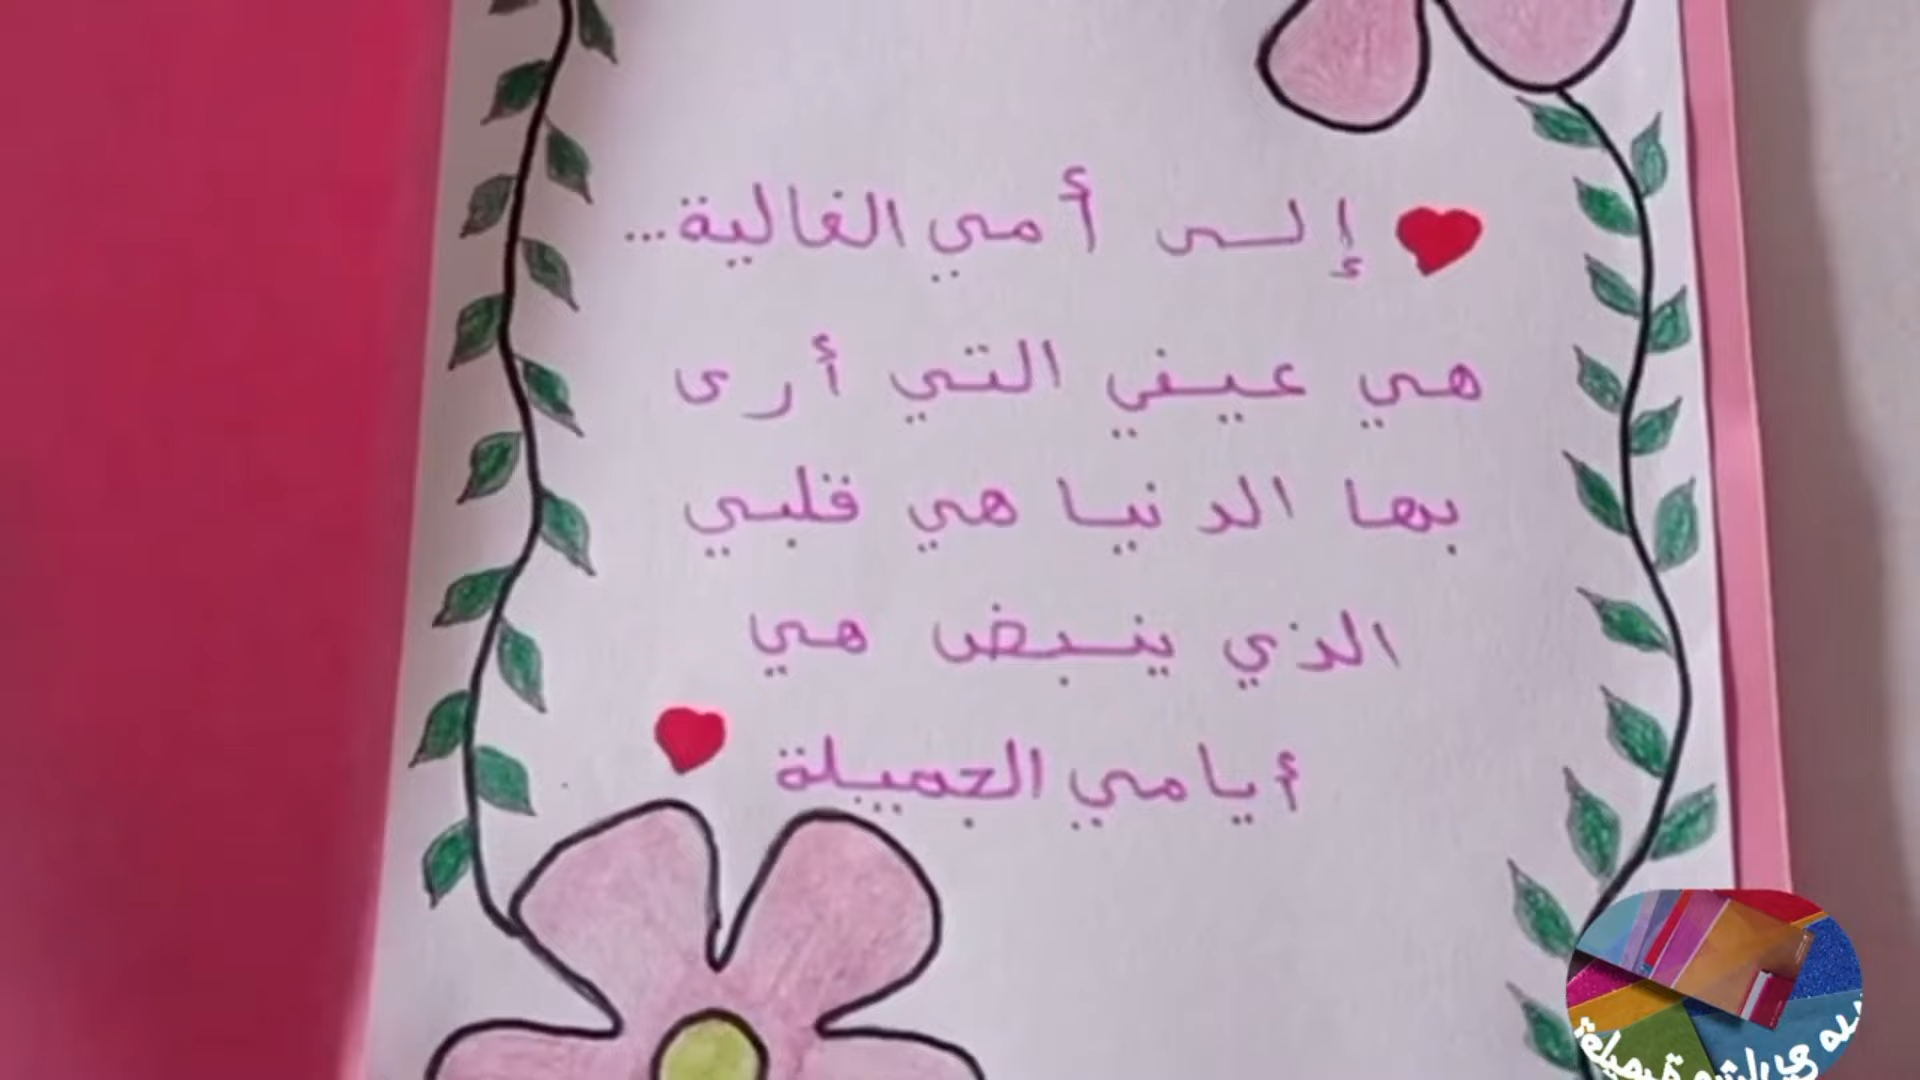 إلى أمي الغالية...
هي عيني التي أرى
بها الدنيا هي قلبي
الذي ينبض هي
أيامي الجميلة